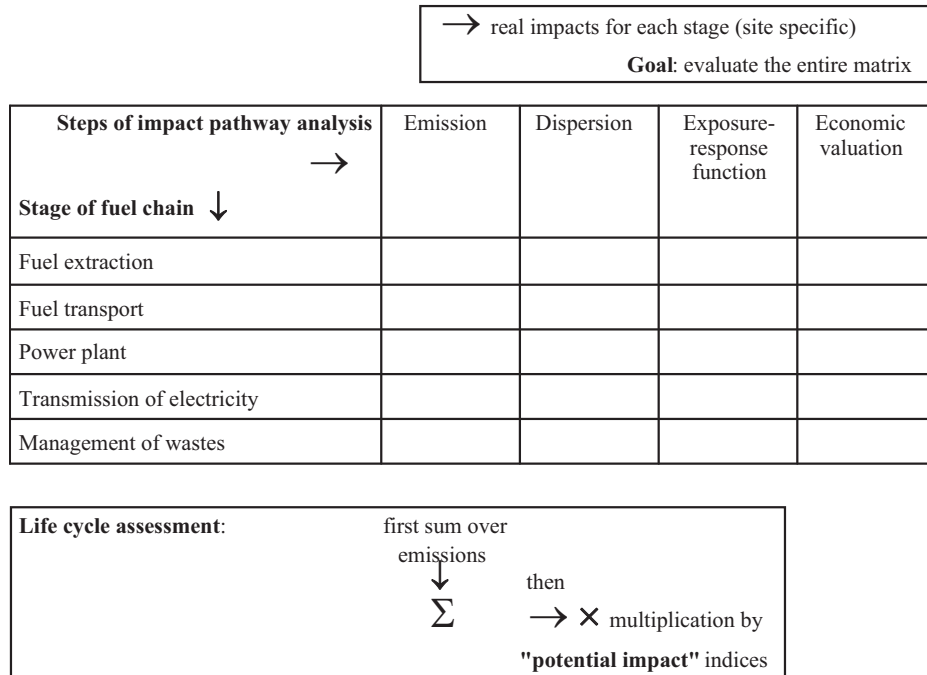 → real impacts for each stage (site specific)
Goal: evaluate the entire matrix
Steps of impact pathway analysis
→
Stage of fuel chain ↓
Emission
Dispersion
Exposure-
response
function
Economic
valuation
Fuel extraction
Fuel transport
Power plant
Transmission of electricity
Management of wastes
Life cycle assessment:
first sum over
emissions
↓
then
Σ
→ × multiplication by
"potential impact" indices